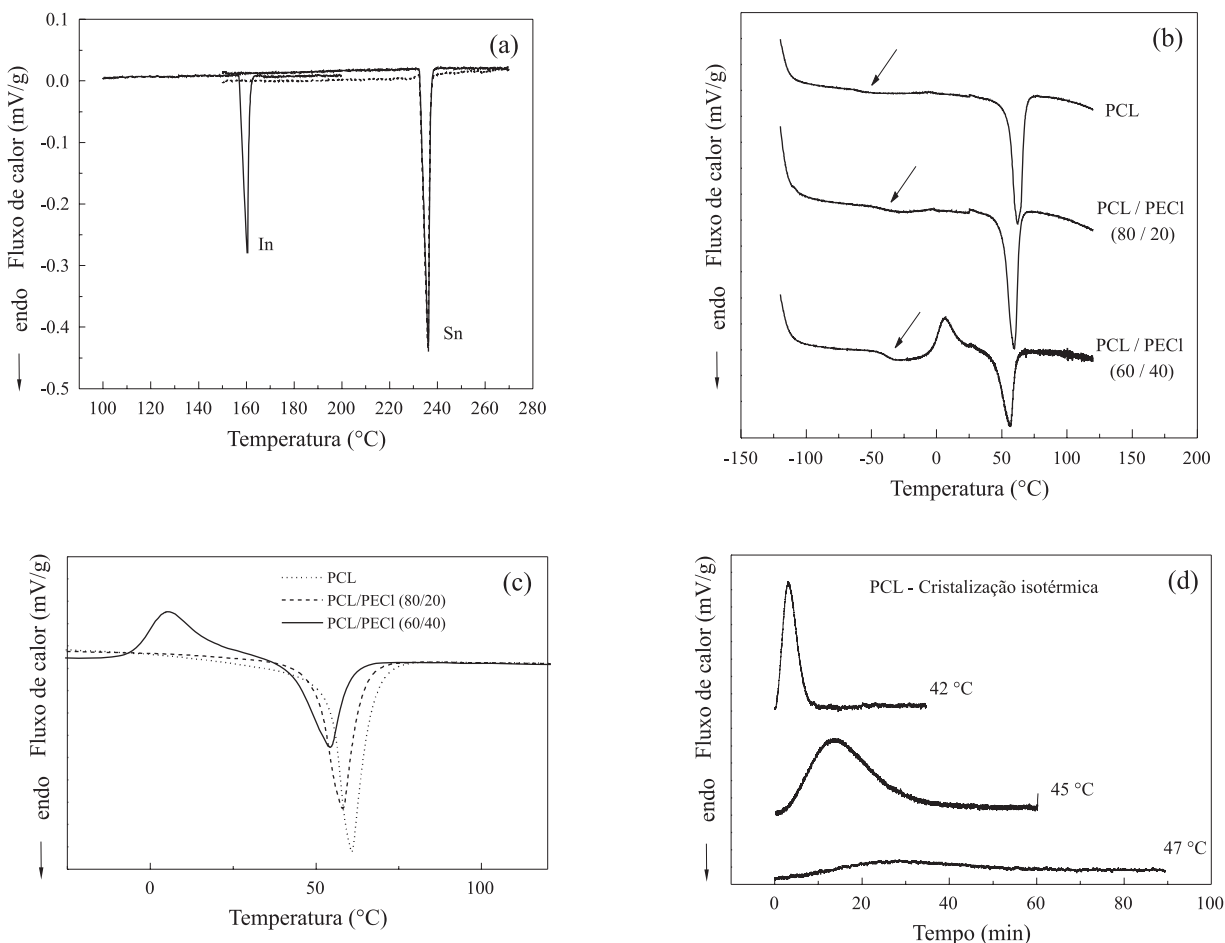 (a)
0.1
0.0
-0.1
-0.2
-0.3
-0.4
-0.5
endo Fluxo de calor (mV/g)
In
Sn
100 120 140 160 180 200 220 240 260 280
Temperatura (°C)
(b)
endo Fluxo de calor (mV/g)
PCL
PCL / PECl
(80 / 20)
PCL / PECl
(60 / 40)
-150 -100 -50 0 50 100 150 200
Temperatura (°C)
(c)
endo Fluxo de calor (mV/g)
PCL
PCL/PECl (80/20)
PCL/PECl (60/40)
0 50 100
Temperatura (°C)
(d)
endo Fluxo de calor (mV/g)
PCL - Cristalização isotérmica
42 °C
45 °C
47 °C
0 20 40 60 80 100
Tempo (min)